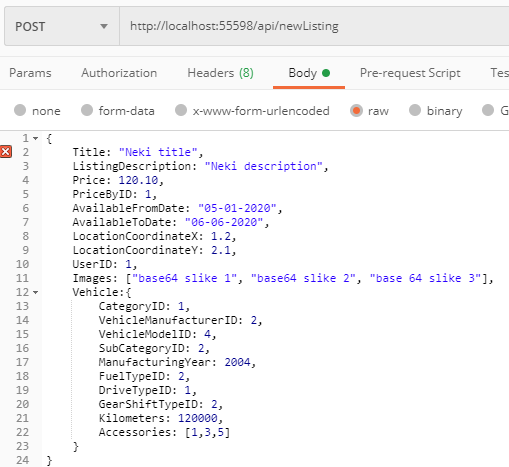 POST http://localhost:55598/api/newListing
Params Authorization Headers (8) Body Pre-request Script Tes
none form-data x-www-form-urlencoded raw binary G
1 {
2 Title: "Neki title",
3 ListingDescription: "Neki description",
4 Price: 120.10,
5 PriceByID: 1,
6 AvailableFromDate: "05-01-2020",
7 AvailableToDate: "06-06-2020",
8 LocationCoordinateX: 1.2,
9 LocationCoordinateY: 2.1,
10 UserID: 1,
11 Images: ["base64 slike 1", "base64 slike 2", "base 64 slike 3"],
12 Vehicle:{
13 CategoryID: 1,
14 VehicleManufacturerID: 2,
15 VehicleModelID: 4,
16 SubCategoryID: 2,
17 ManufacturingYear: 2004,
18 FuelTypeID: 2,
19 DriveTypeID: 1,
20 GearShiftTypeID: 2,
21 Kilometers: 120000,
22 Accessories: [1,3,5]
23 }
24 }